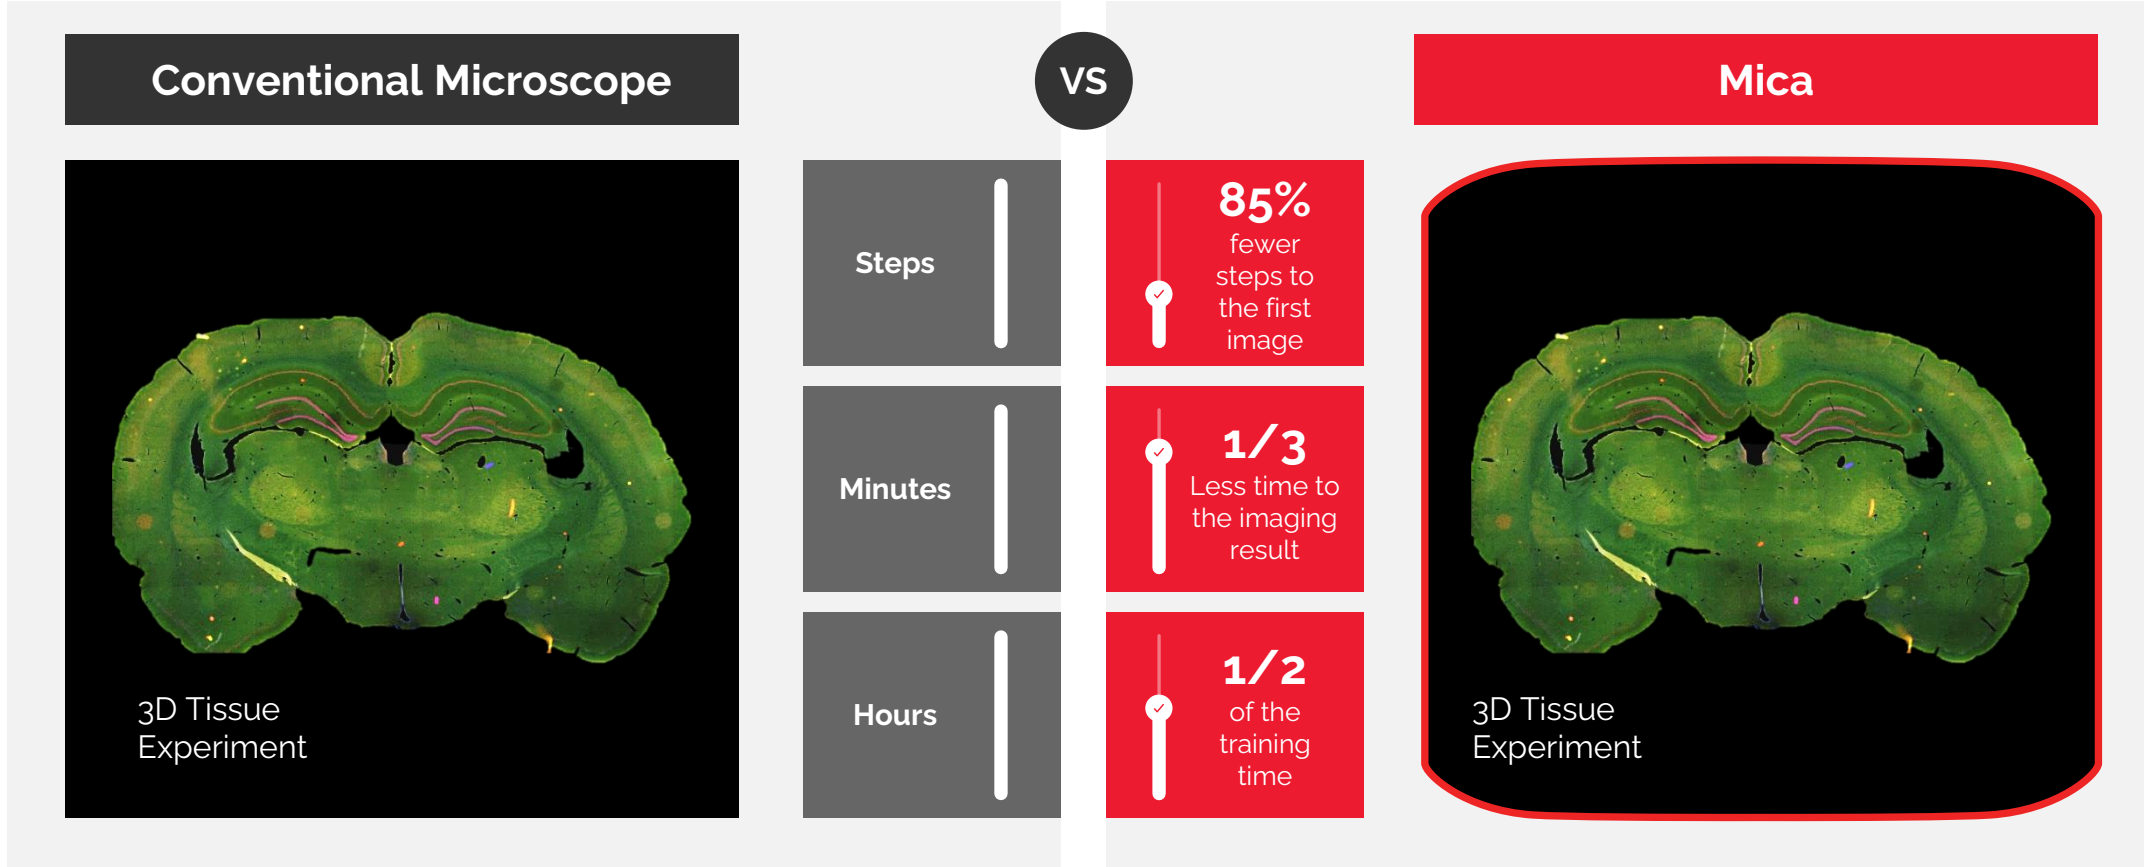 Conventional Microscope
VS
Mica
Steps
85%
fewer
steps to
the first
image
Minutes
1/3
Less time to
the imaging
result
Hours
1/2
of the
training
time
3D Tissue
Experiment
3D Tissue
Experiment